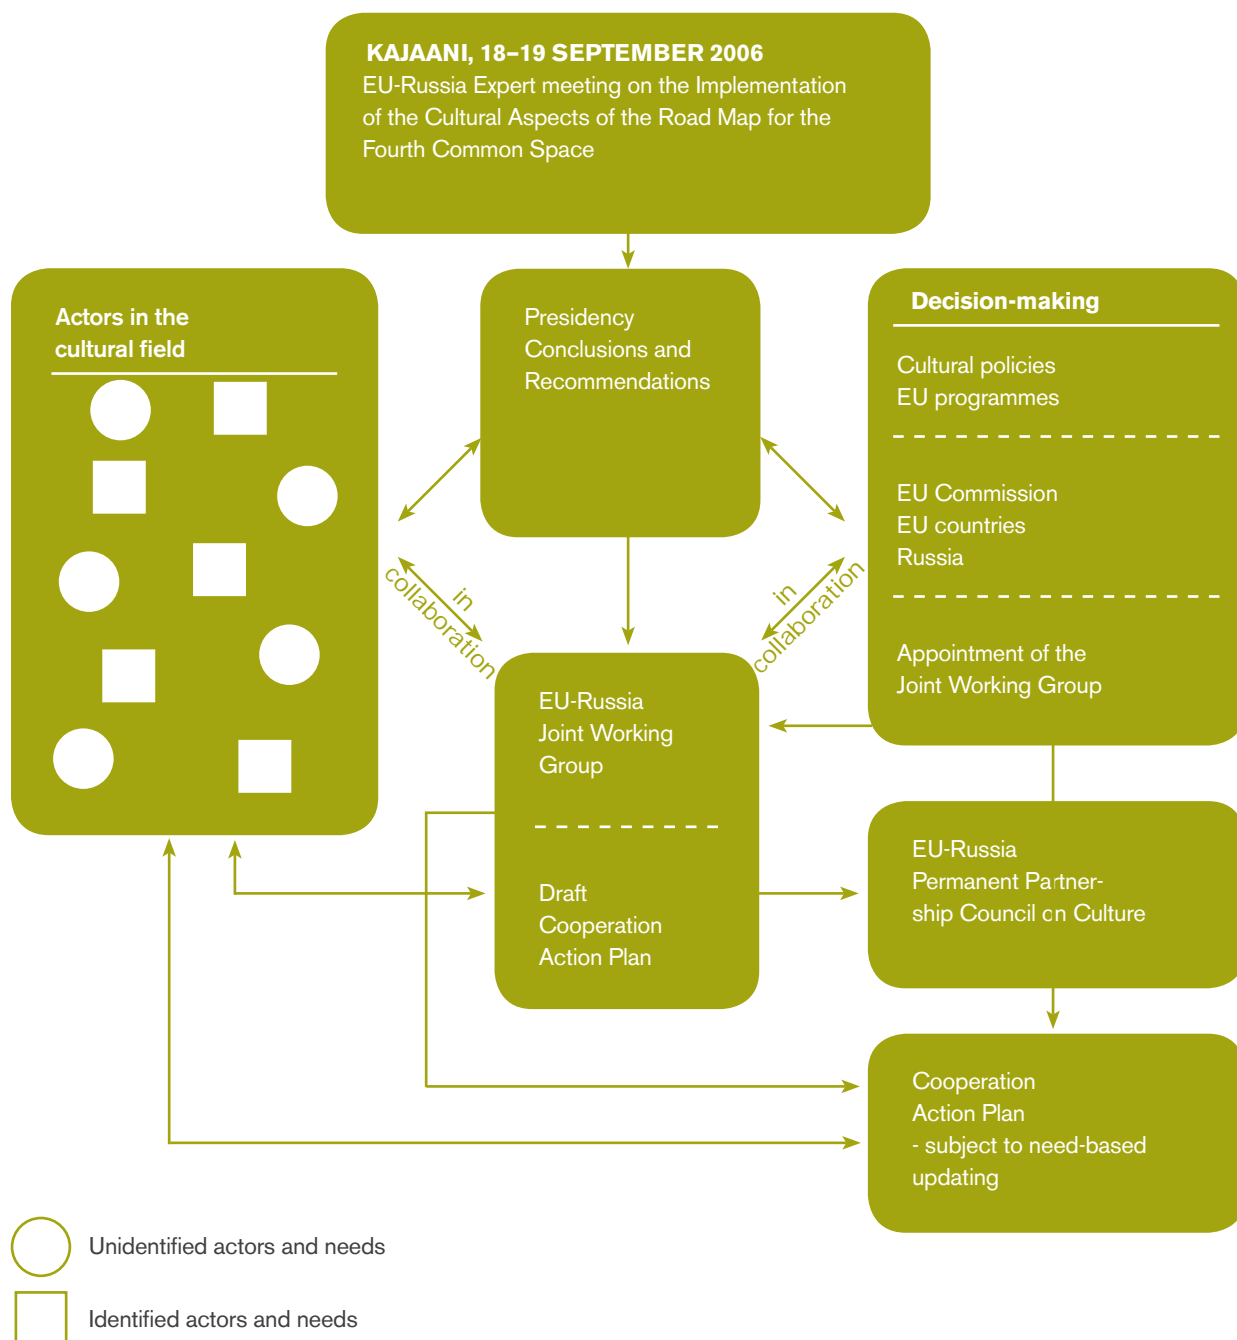 KAJAANI, 18–19 SEPTEMBER 2006
EU-Russia Expert meeting on the Implementation
of the Cultural Aspects of the Road Map for the
Fourth Common Space
Actors in the
cultural field
Presidency
Conclusions and
Recommendations
Decision-making
Cultural policies
EU programmes
EU Commission
EU countries
Russia
Appointment of the
Joint Working Group
in
collaboration
in
collaboration
EU-Russia
Joint Working
Group
Draft
Cooperation
Action Plan
EU-Russia
Permanent Partner-
ship Council on Culture
Cooperation
Action Plan
- subject to need-based
updating
Unidentified actors and needs
Identified actors and needs